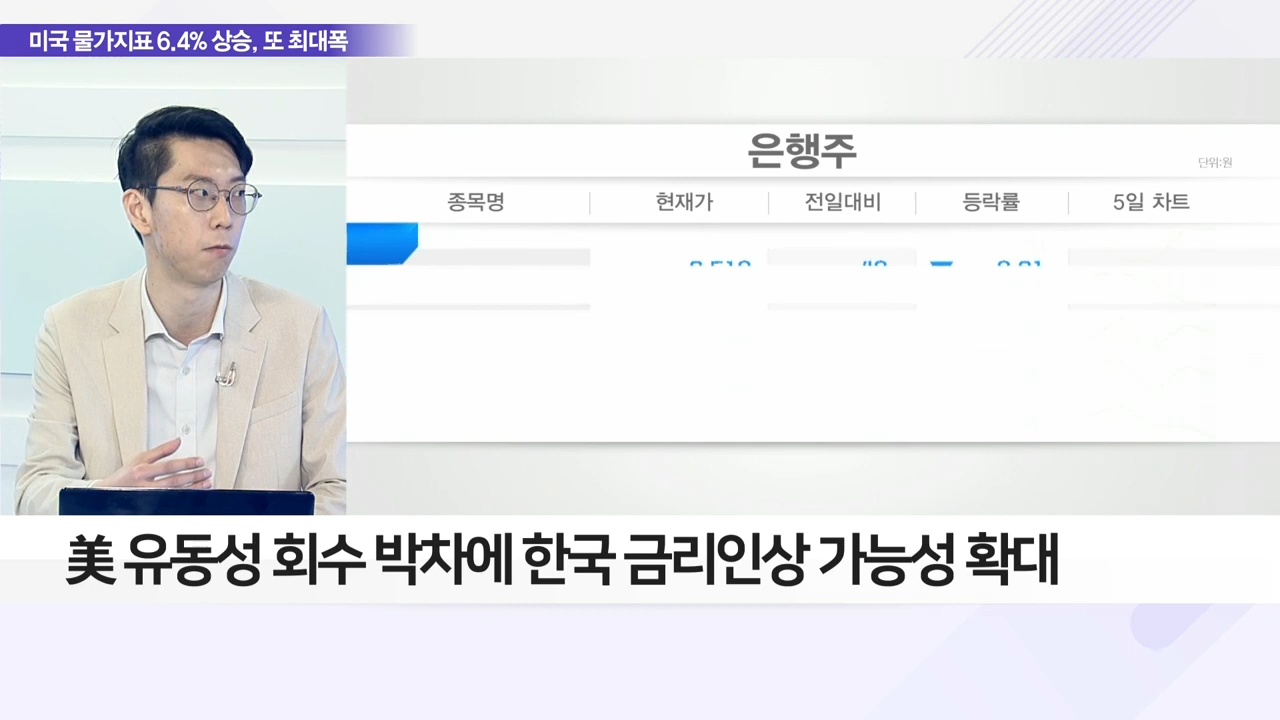 미국 물가지표 6.4% 상승, 또 최대폭
은행주
단위:원
종목명 현재가 전일대비 등락률 5일 차트
美 유동성 회수 박차에 한국 금리인상 가능성 확대